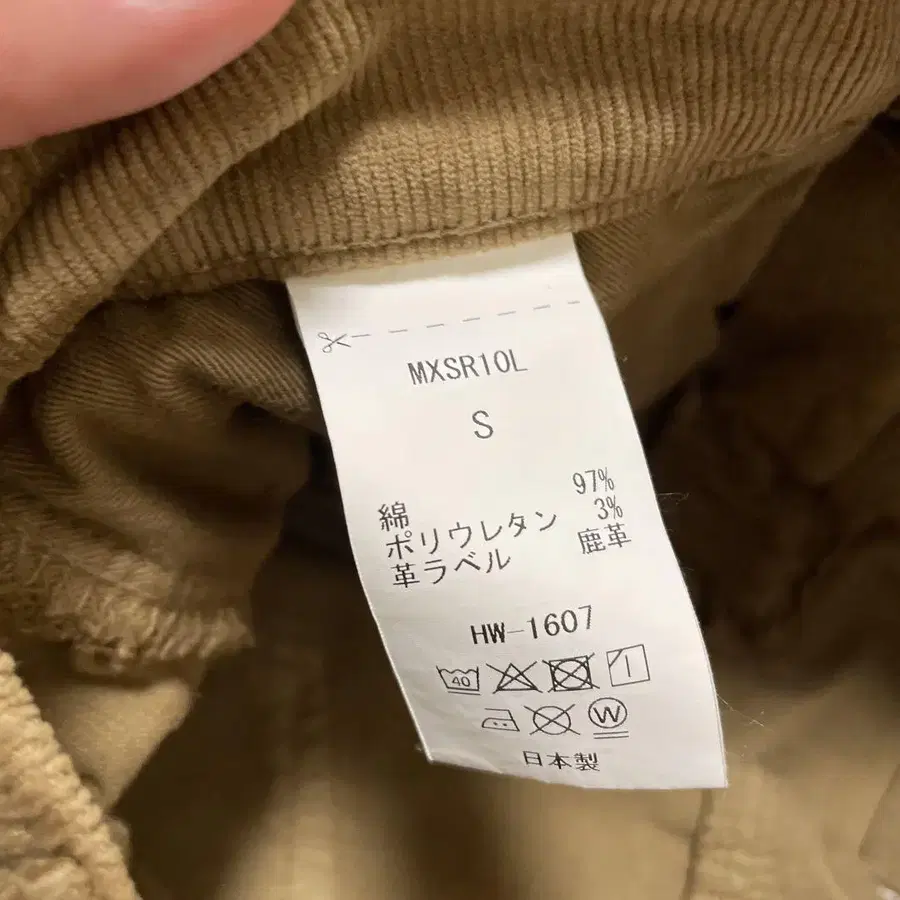 MXSR10L
S
綿 97%
ポリウレタン 3%
革ラベル 鹿革
HW-1607
40
W
日本製